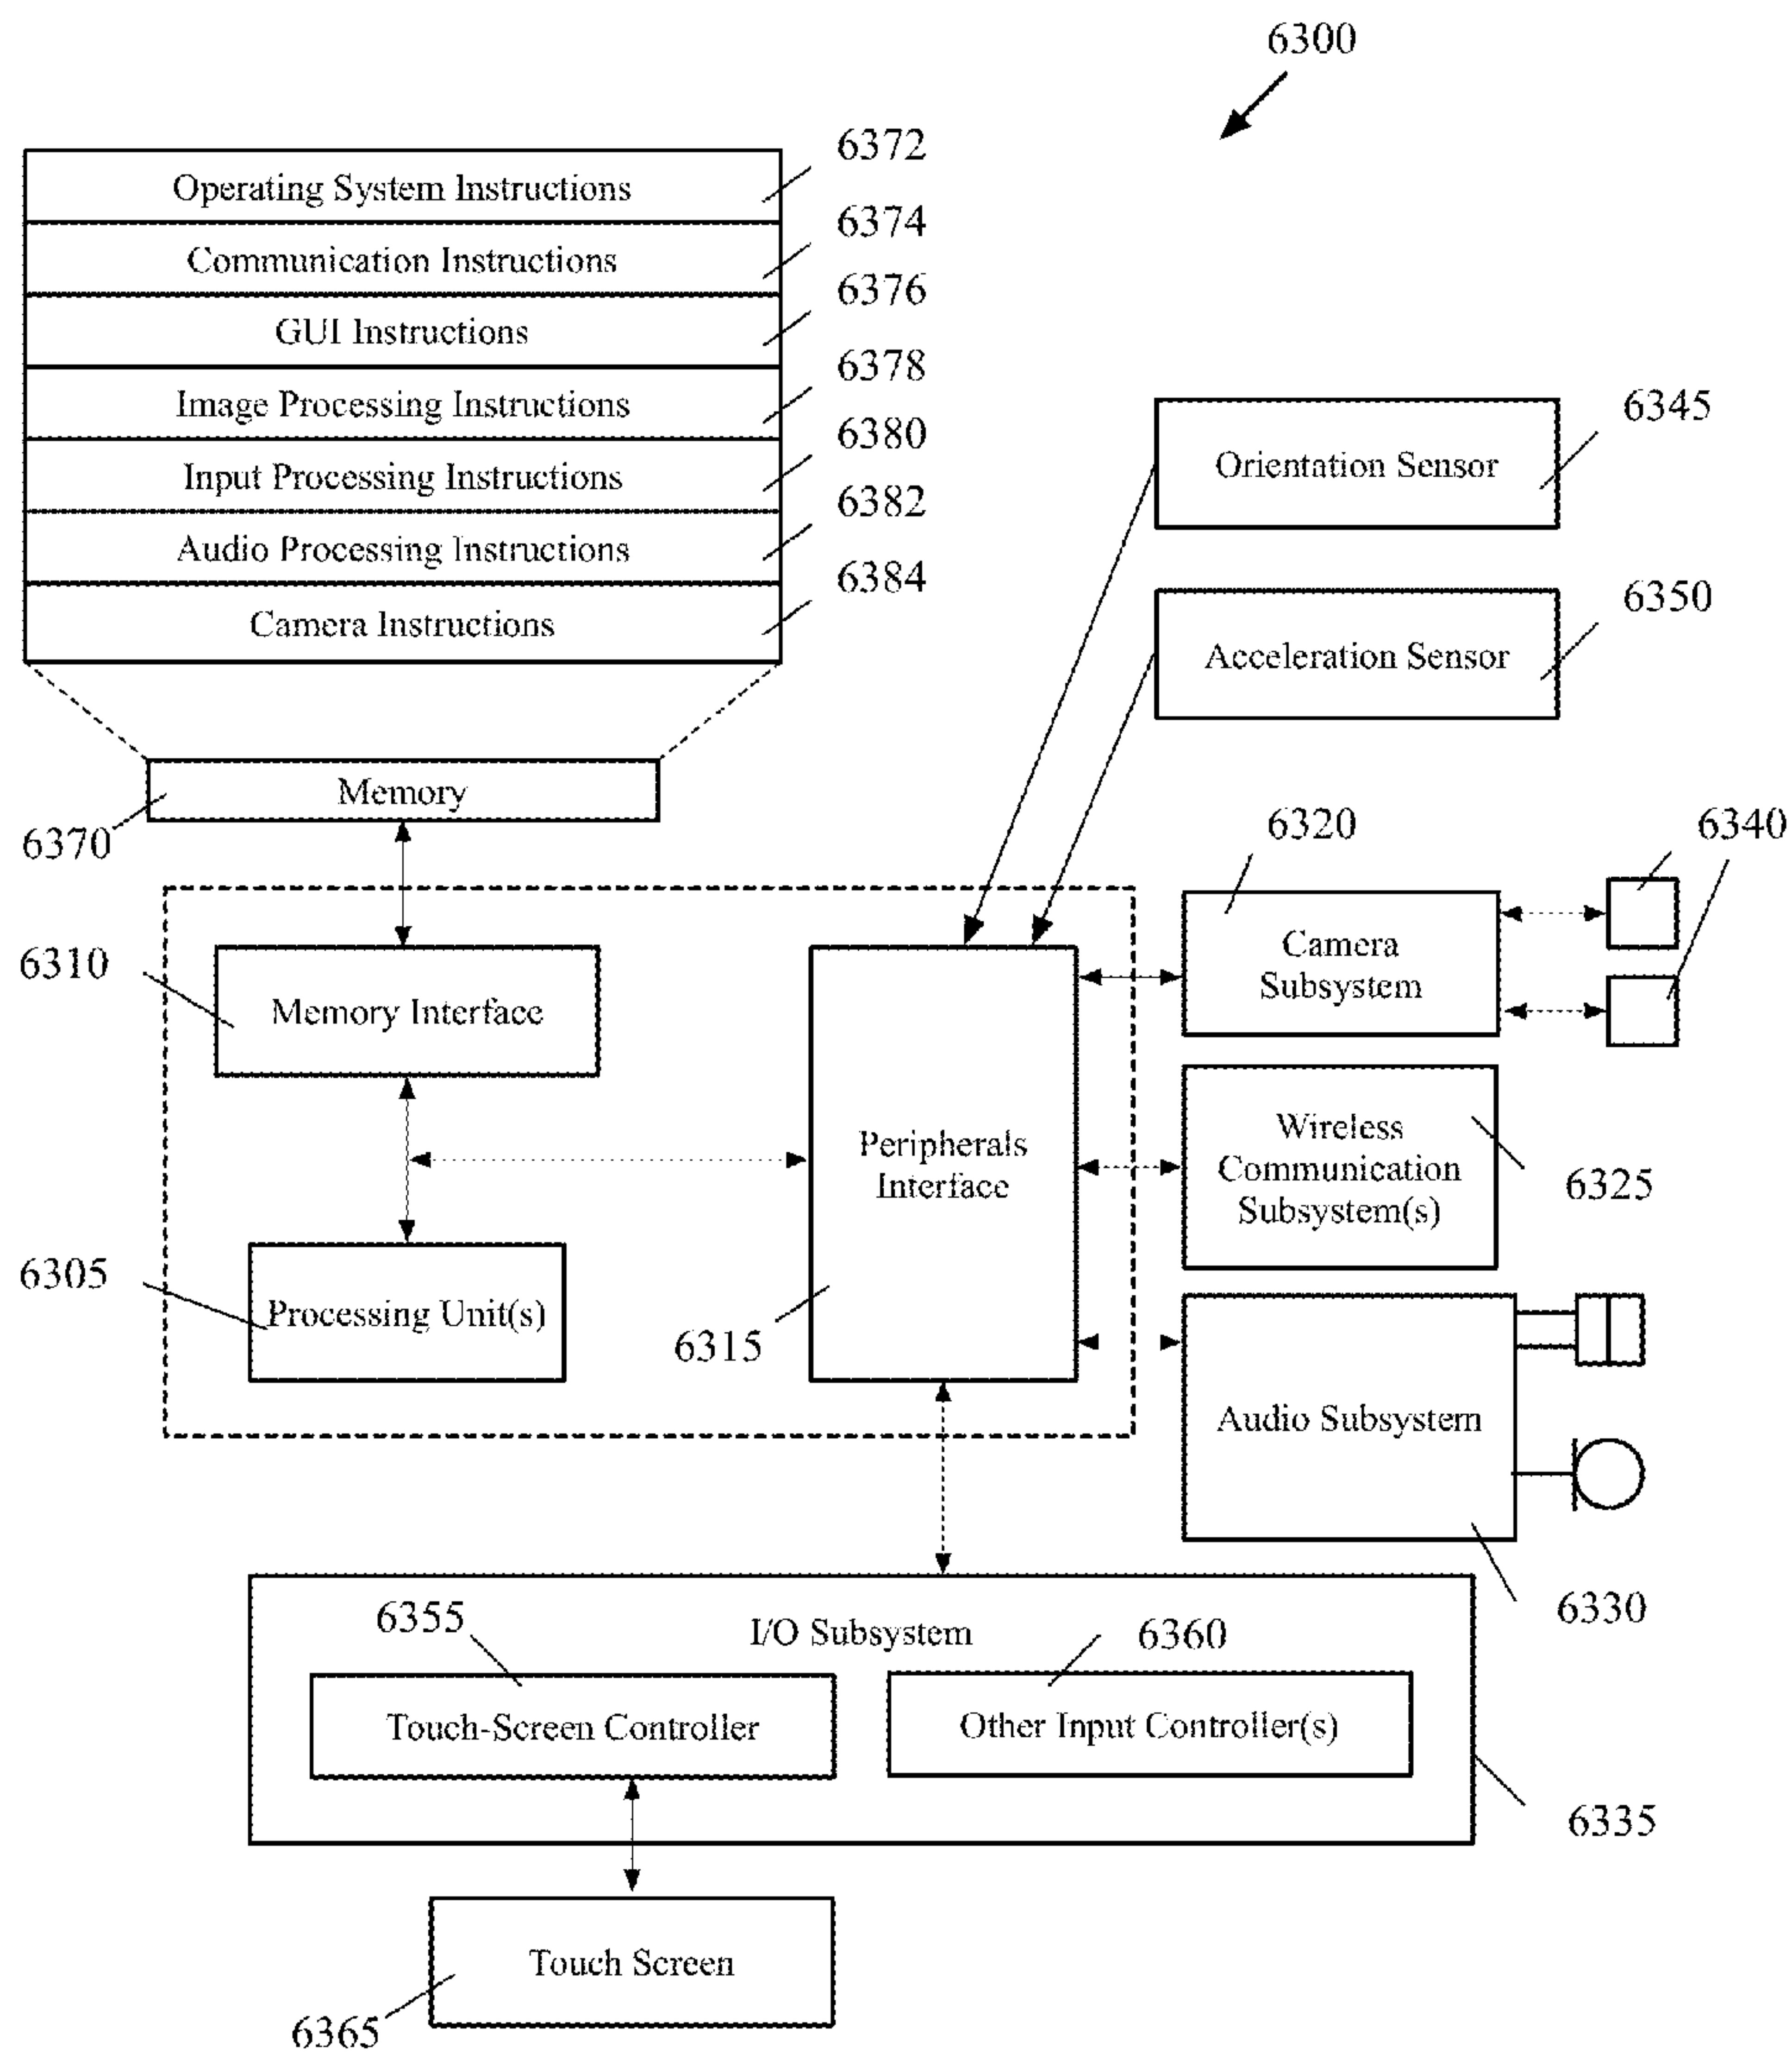 6300
6372
Operating System Instructions
6374
Communication Instructions
6376
GUI Instructions
6378
Image Processing Instructions
6380
Input Processing Instructions
6382
Audio Processing Instructions
6384
Camera Instructions
6345
Orientation Sensor
6350
Acceleration Sensor
Memory
6370
6320
6340
Camera
Subsystem
6310
Memory Interface
Peripherals
Interface
Wireless
Communication
Subsystem(s)
6325
6305
Processing Unit(s)
6315
Audio Subsystem
6330
6355
I/O Subsystem
6360
Touch-Screen Controller
Other Input Controller(s)
6335
Touch Screen
6365